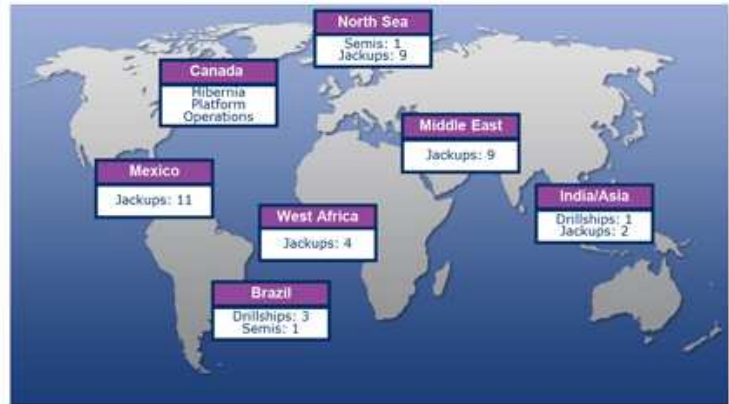 North Sea
Semis: 1
Jackups: 9
Canada
Hibernia
Platform
Operations
Middle East
Jackups: 9
Mexico
Jackups: 11
India/Asia
Drillships: 1
Jackups: 2
West Africa
Jackups: 4
Brazil
Drillships: 3
Semis: 1